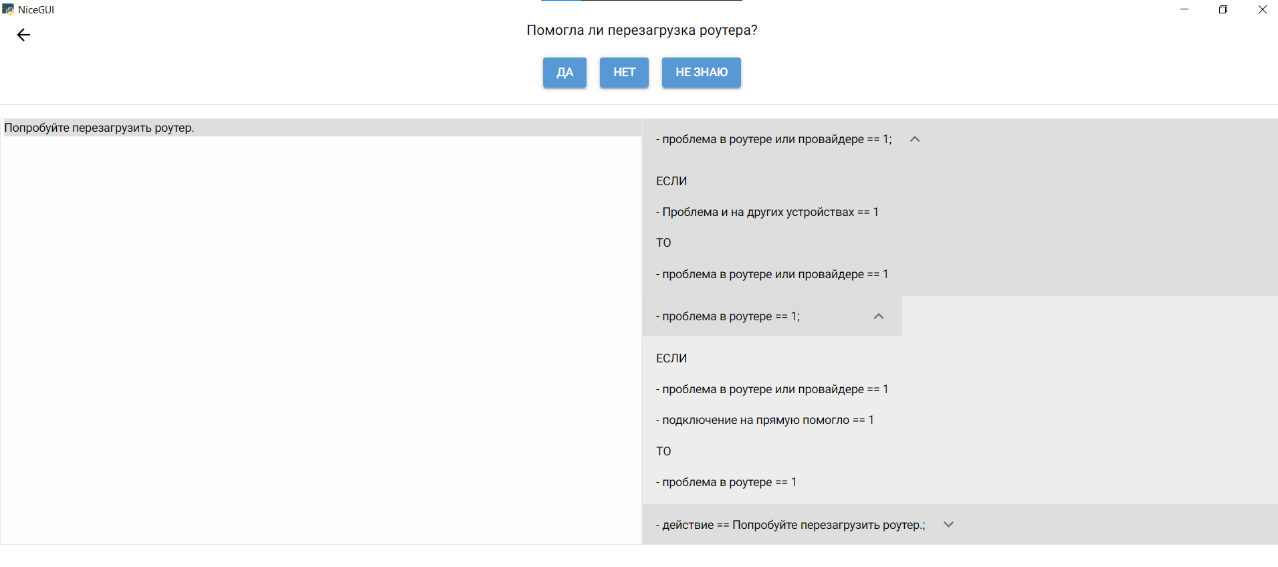 NiceGUI
Помогла ли перезагрузка роутера?
ДА НЕТ НЕ ЗНАЮ
Попробуйте перезагрузить роутер.
- проблема в роутере или провайдере == 1;
ЕСЛИ
- Проблема и на других устройствах == 1
ТО
- проблема в роутере или провайдере == 1
- проблема в роутере == 1;
ЕСЛИ
- проблема в роутере или провайдере == 1
- подключение на прямую помогло == 1
ТО
- проблема в роутере == 1
- действие == Попробуйте перезагрузить роутер.;